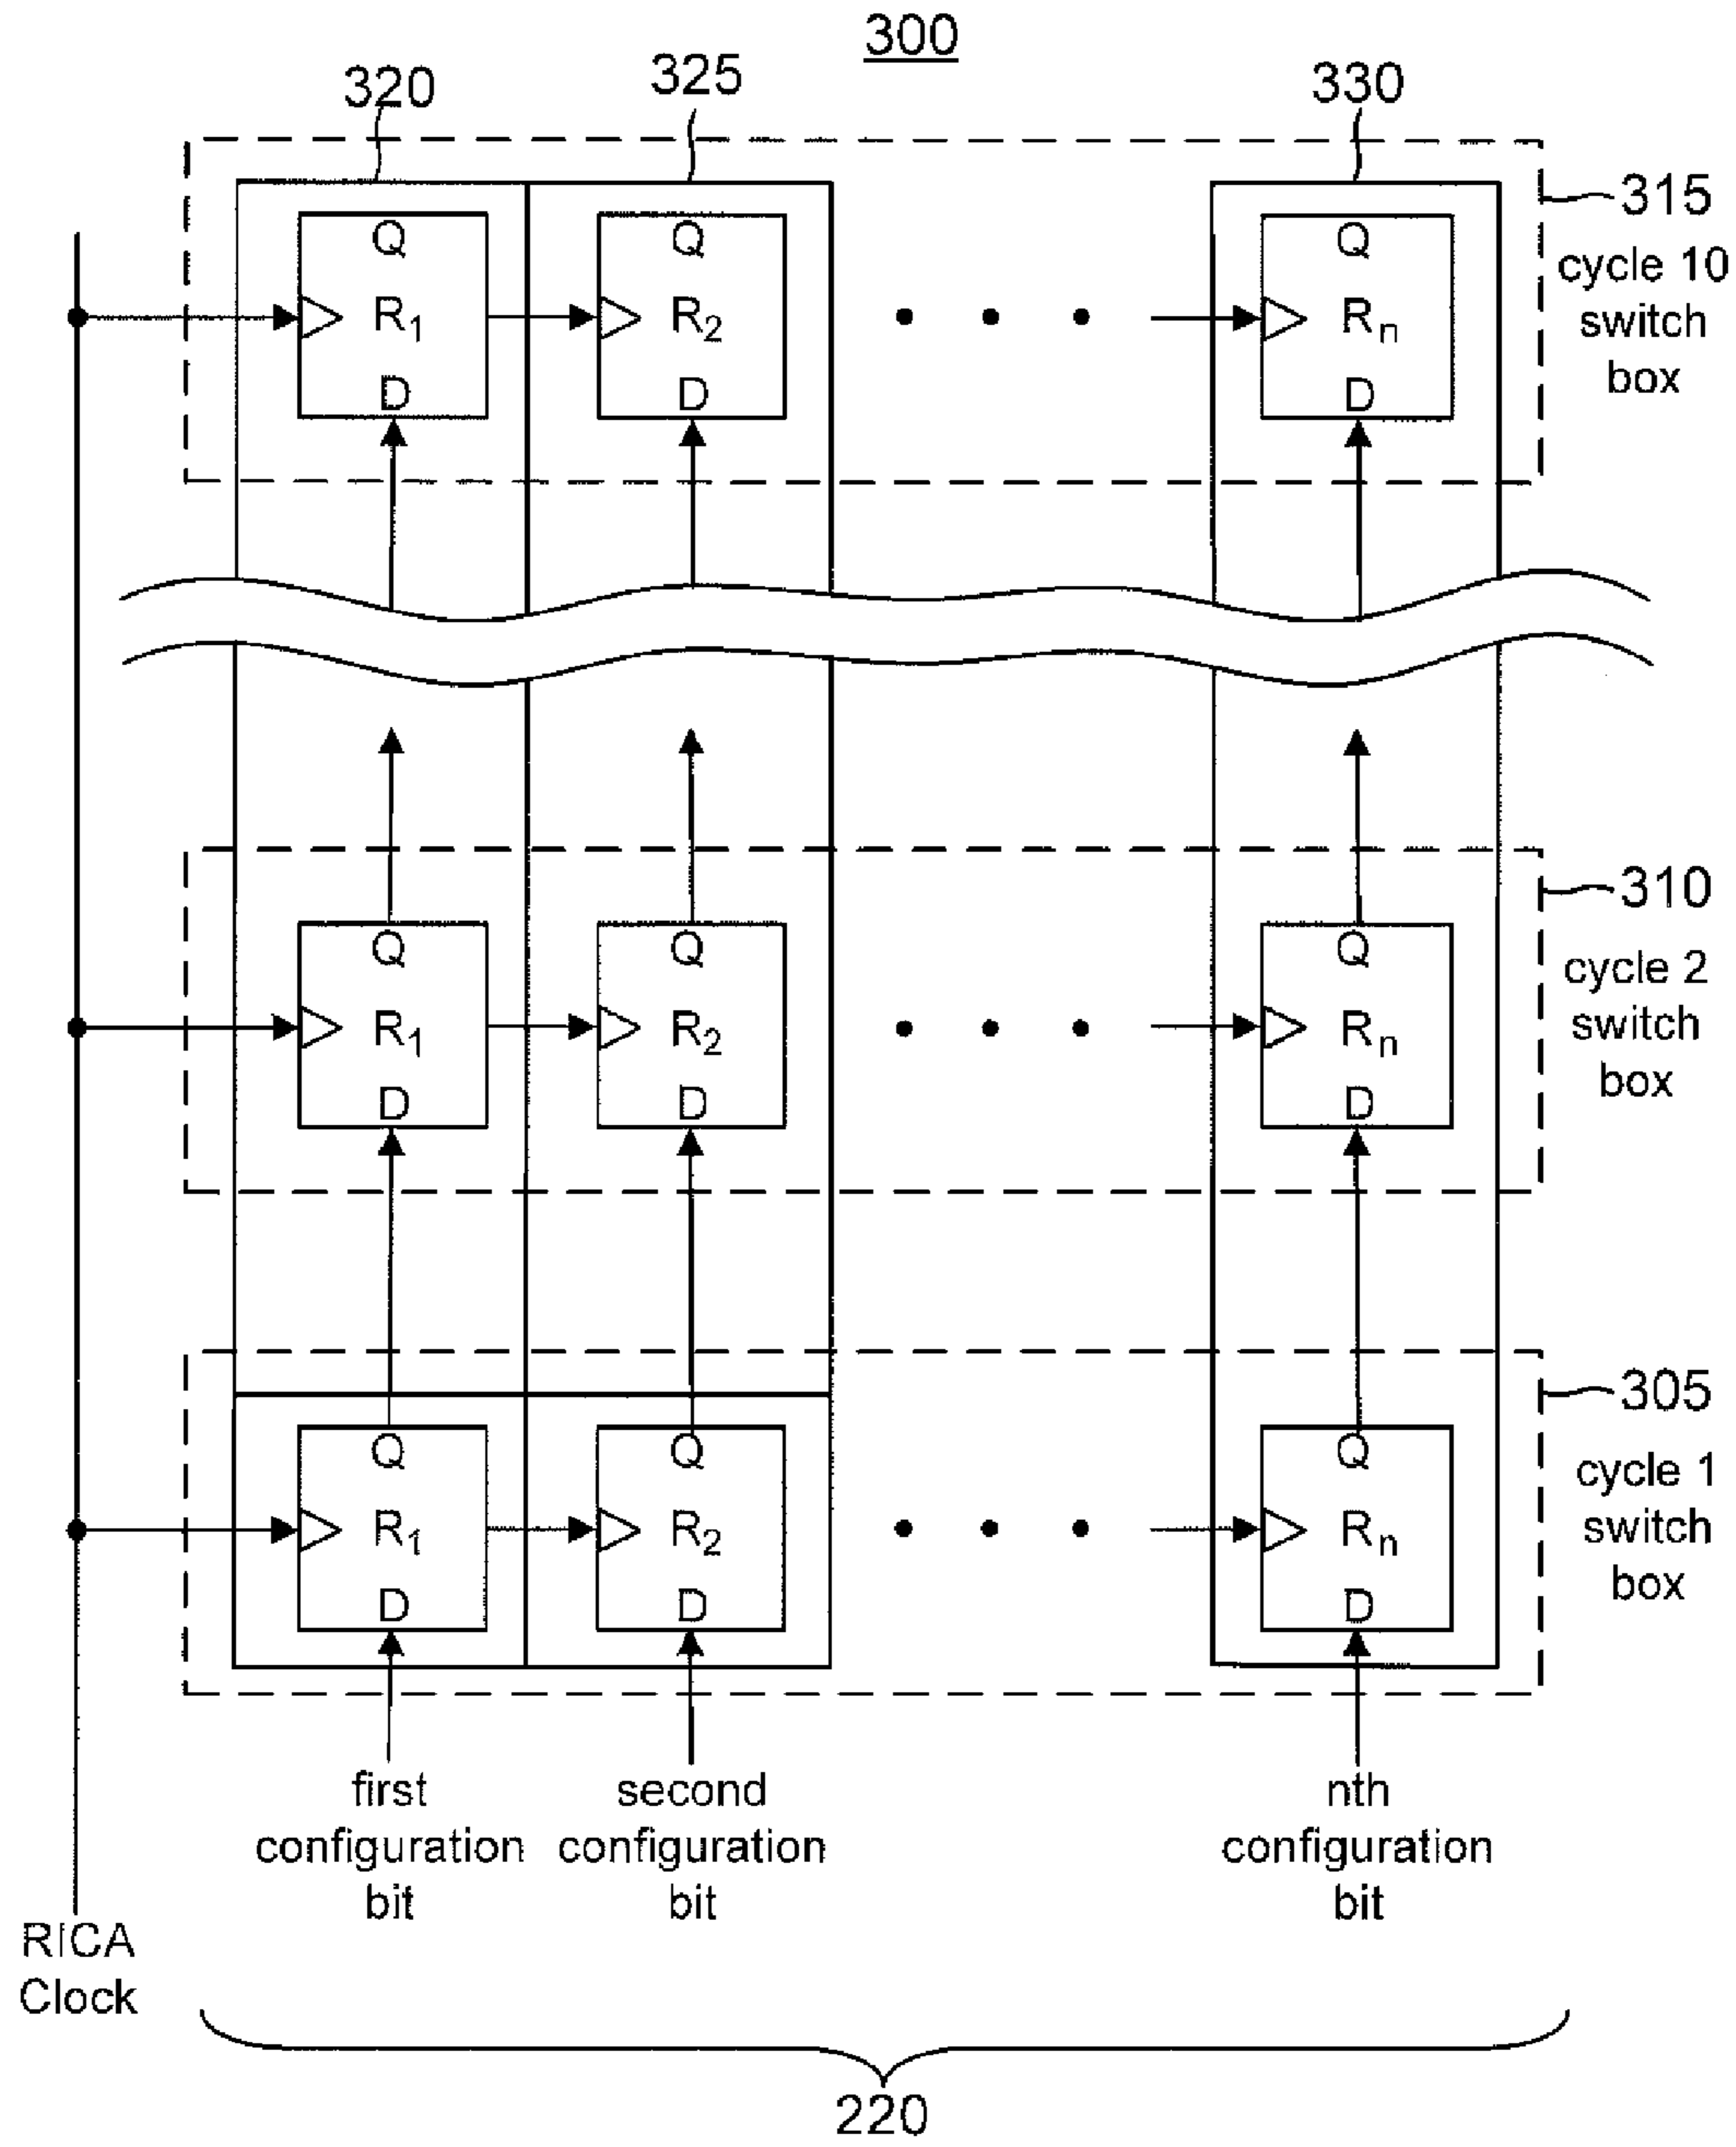 300
320
325
330
315
cycle 10
switch
box
Q
Q
Q
R1
R2
• • •
Rn
D
D
D
310
cycle 2
switch
box
Q
Q
Q
R1
R2
• • •
Rn
D
D
D
305
cycle 1
switch
box
Q
Q
Q
R1
R2
• • •
Rn
D
D
D
first
configuration
bit
second
configuration
bit
nth
configuration
bit
RICA
Clock
220